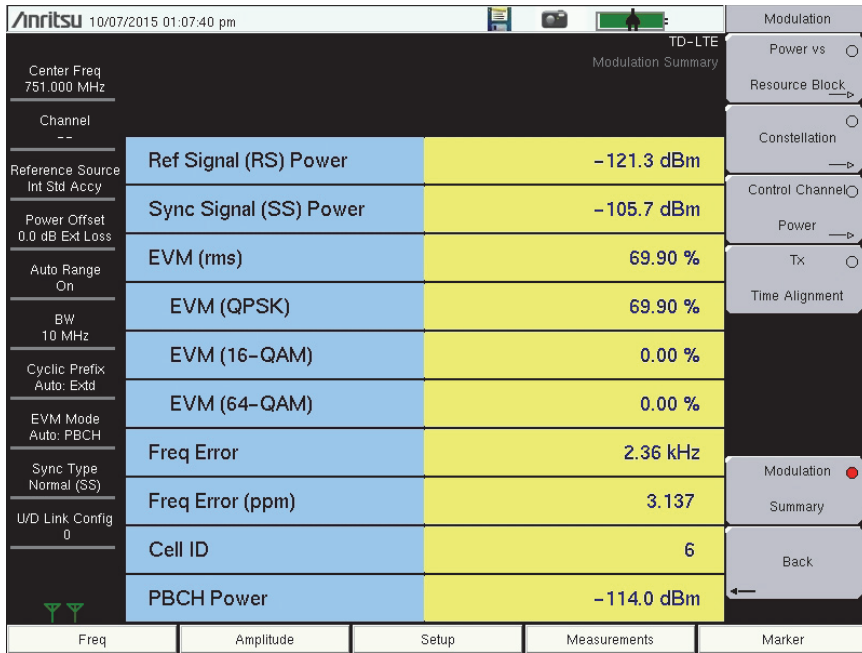 Anritsu 10/07/2015 01:07:40 pm
TD-LTE
Modulation Summary
Center Freq
751.000 MHz
Channel
--
Reference Source
Int Std Accy
Power Offset
0.0 dB Ext Loss
Auto Range
On
BW
10 MHz
Cyclic Prefix
Auto: Extd
EVM Mode
Auto: PBCH
Sync Type
Normal (SS)
U/D Link Config
0
Ref Signal (RS) Power -121.3 dBm
Sync Signal (SS) Power -105.7 dBm
EVM (rms) 69.90 %
EVM (QPSK) 69.90 %
EVM (16-QAM) 0.00 %
EVM (64-QAM) 0.00 %
Freq Error 2.36 kHz
Freq Error (ppm) 3.137
Cell ID 6
PBCH Power -114.0 dBm
Modulation
Power vs
Resource Block
Constellation
Control Channel
Power
Tx
Time Alignment
Modulation
Summary
Back
Freq Amplitude Setup Measurements Marker